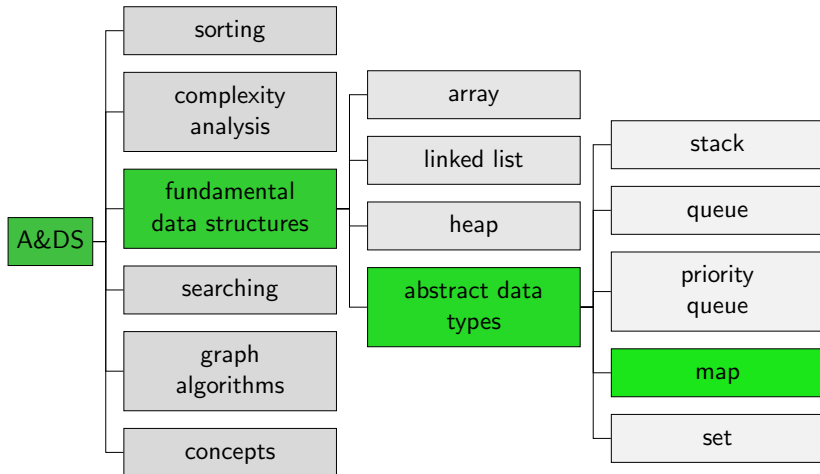 A&DS
sorting
complexity
analysis
fundamental
data structures
searching
graph
algorithms
concepts
array
linked list
heap
abstract data
types
stack
queue
priority
queue
map
set